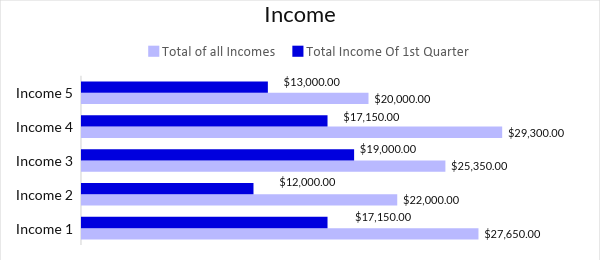 Income
Total of all Incomes Total Income Of 1st Quarter
Income 5 $13,000.00
$20,000.00
Income 4 $17,150.00
$29,300.00
Income 3 $19,000.00
$25,350.00
Income 2 $12,000.00
$22,000.00
Income 1 $17,150.00
$27,650.00